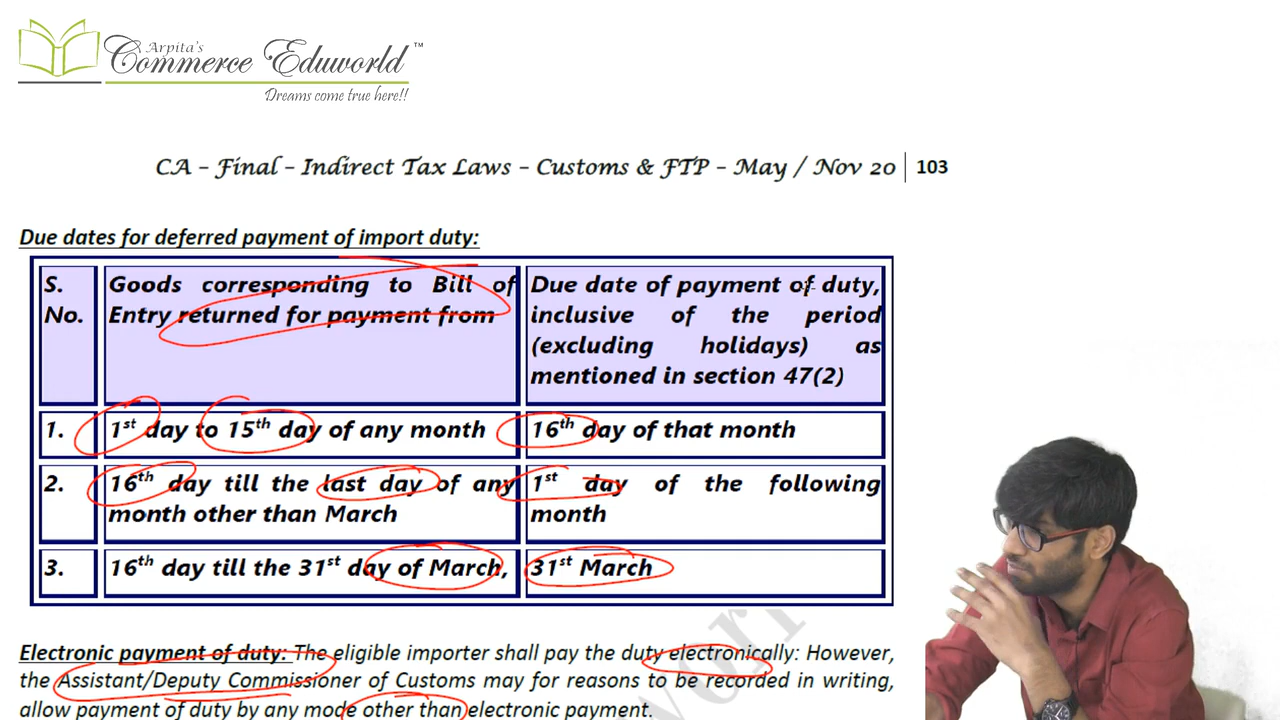 Arpita's
Commerce Eduworld™
Dreams come true here!!
CA – Final – Indirect Tax Laws – Customs & FTP – May / Nov 20 | 103
Due dates for deferred payment of import duty:
S. No.
Goods corresponding to Bill of
Entry returned for payment from
Due date of payment of duty,
inclusive of the period
(excluding holidays) as
mentioned in section 47(2)
1.
1st day to 15th day of any month
16th day of that month
2.
16th day till the last day of any
month other than March
1st day of the following
month
3.
16th day till the 31st day of March,
31st March
Electronic payment of duty: The eligible importer shall pay the duty electronically: However,
the Assistant/Deputy Commissioner of Customs may for reasons to be recorded in writing,
allow payment of duty by any mode other than electronic payment.